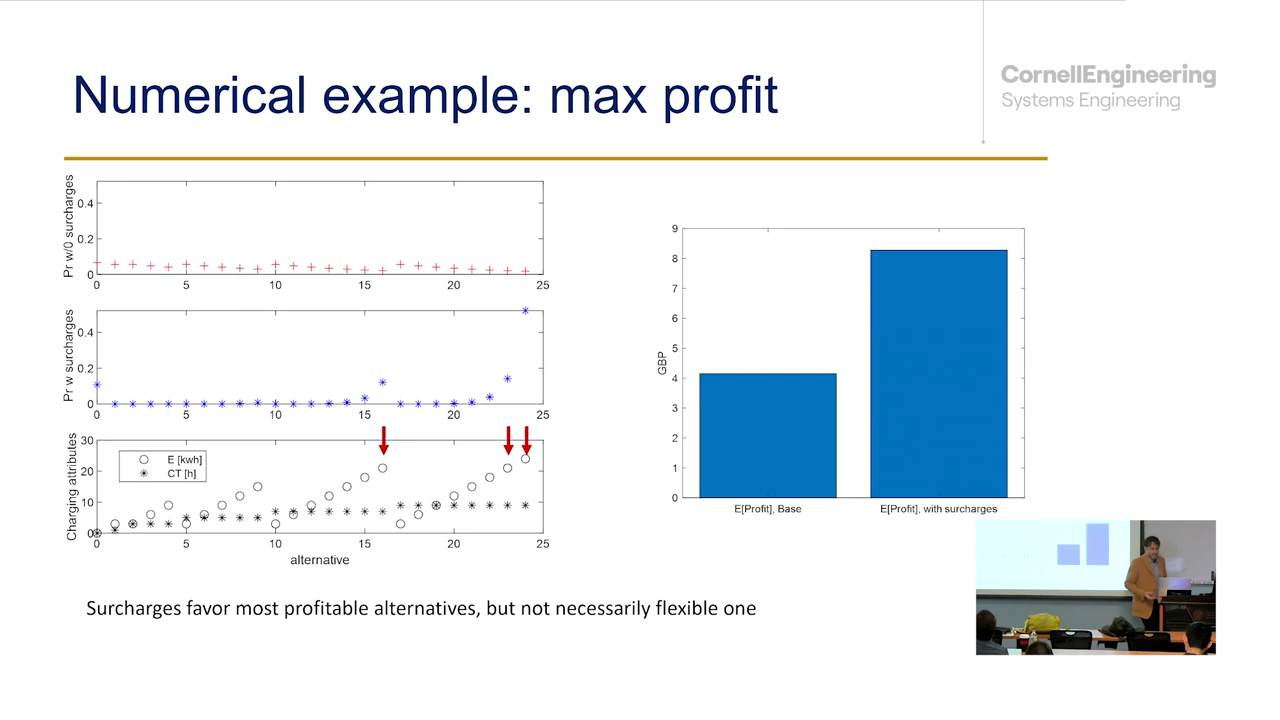 Numerical example: max profit
CornellEngineering
Systems Engineering
Pr w/0 surcharges
0.4
0.2
0
0 5 10 15 20 25
Pr w surcharges
0.4
0.2
0
0 5 10 15 20 25
Charging attributes
30
20
10
0
E [kwh]
CT [h]
0 5 10 15 20 25
alternative
GBP
9
8
7
6
5
4
3
2
1
0
E[Profit], Base E[Profit], with surcharges
Surcharges favor most profitable alternatives, but not necessarily flexible one